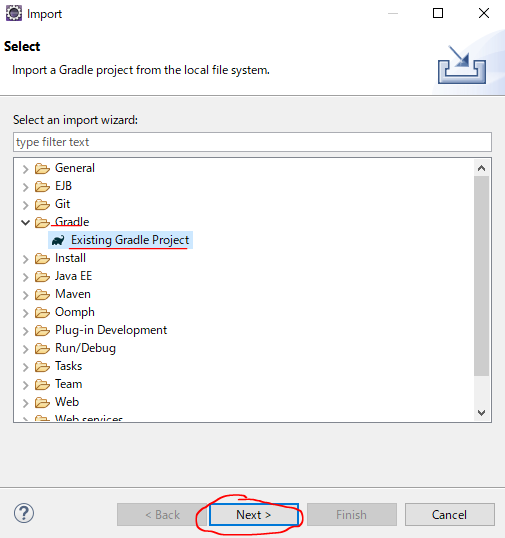 Import
Select
Import a Gradle project from the local file system.
Select an import wizard:
type filter text
General
EJB
Git
Gradle
Existing Gradle Project
Install
Java EE
Maven
Oomph
Plug-in Development
Run/Debug
Tasks
Team
Web
Web services
?
< Back
Next >
Finish
Cancel